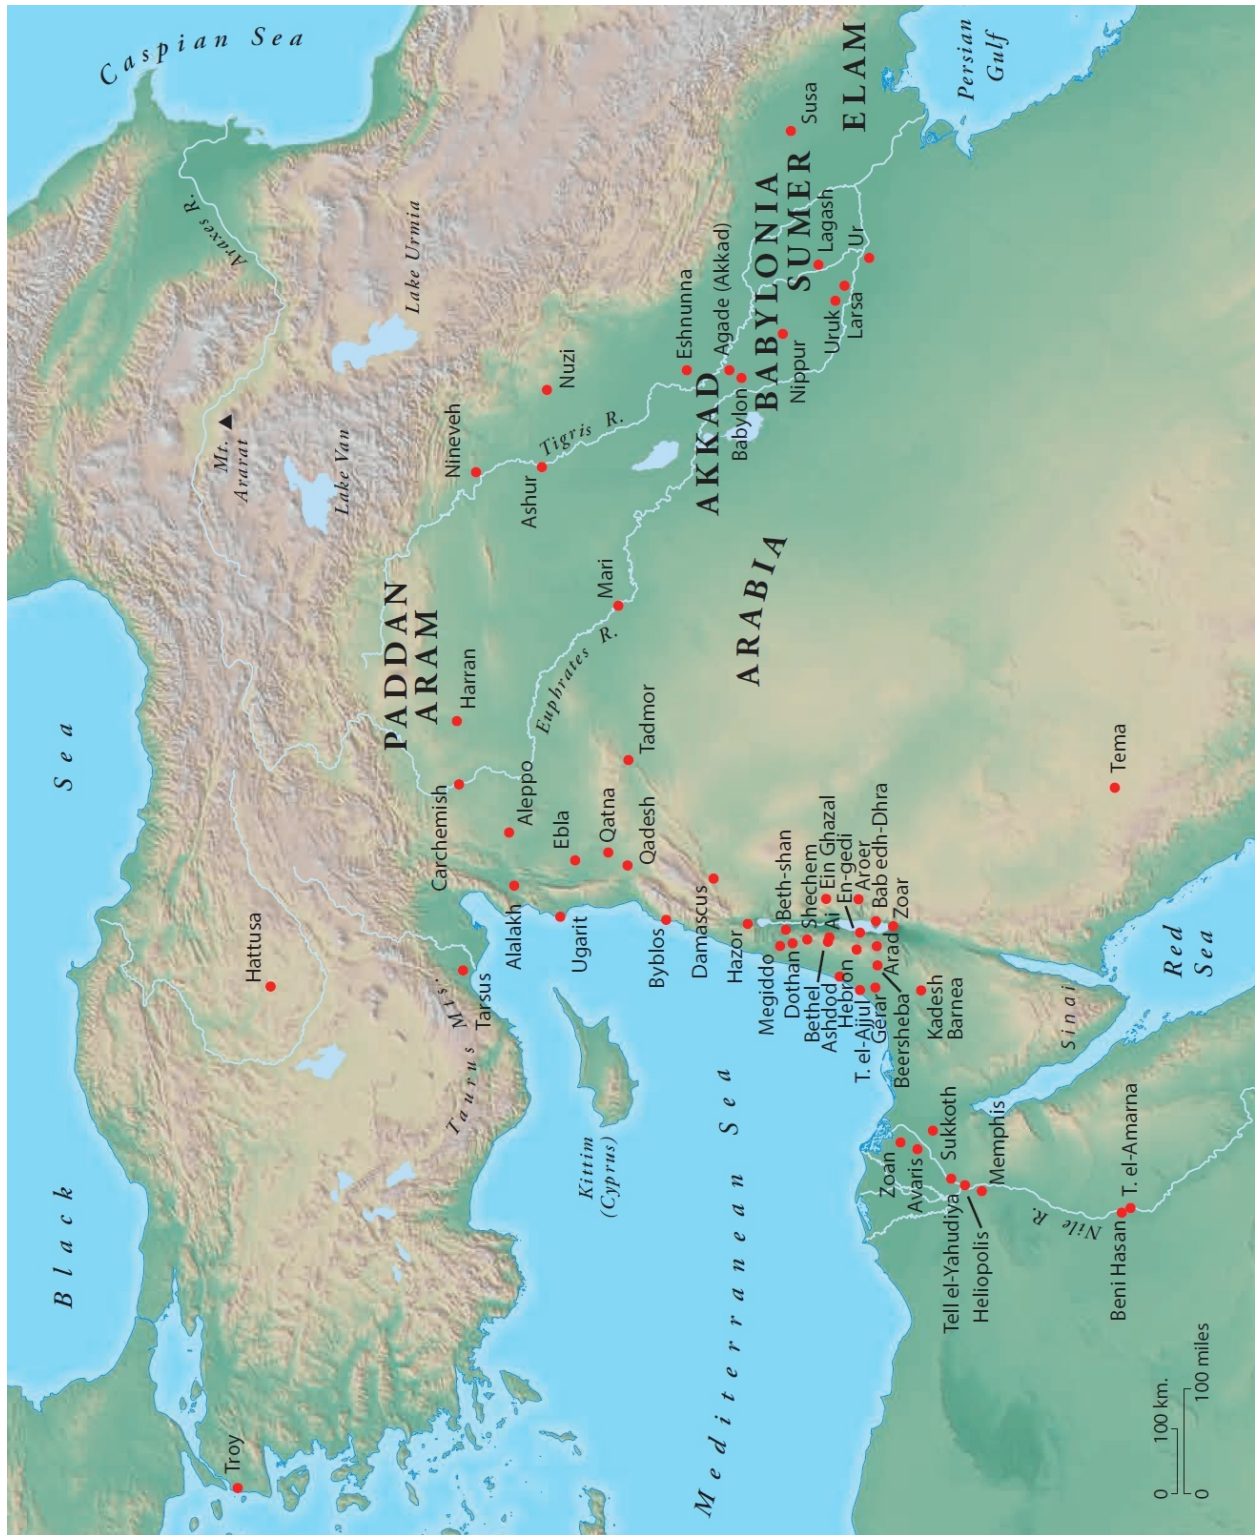 Black Sea
Caspian Sea
Araxes R.
Mt.
Ararat
Lake Van
Lake Urmia
Troy
Hattusa
Taurus Mts.
Tarsus
PADDAN
ARAM
Carchemish
Harran
Nineveh
Nuzi
Ashur
Tigris R.
Alalakh
Aleppo
Ebla
Ugarit
Euphrates R.
Mari
Kittim
(Cyprus)
Qatna
Qadesh
Tadmor
Byblos
Damascus
Eshnunna
Agade (Akkad)
AKKAD
Babylon
BABYLONIA
SUMER
Nippur
Susa
Lagash
Uruk
Larsa
Ur
ELAM
Persian
Gulf
ARABIA
Mediterranean Sea
Hazor
Megiddo
Beth-shan
Dothan
Shechem
Bethel
Ai
Ein Ghazal
Ashdod
En-gedi
Hebron
Aroer
T. el-Ajjul
Bab edh-Dhra
Gerar
Arad
Zoar
Beersheba
Kadesh
Barnea
Zoan
Avaris
Sukkoth
Tell el-Yahudiya
Heliopolis
Memphis
Nile R.
Beni Hasan
T. el-Amarna
Sinai
Red
Sea
Tema
0 100 km.
0 100 miles